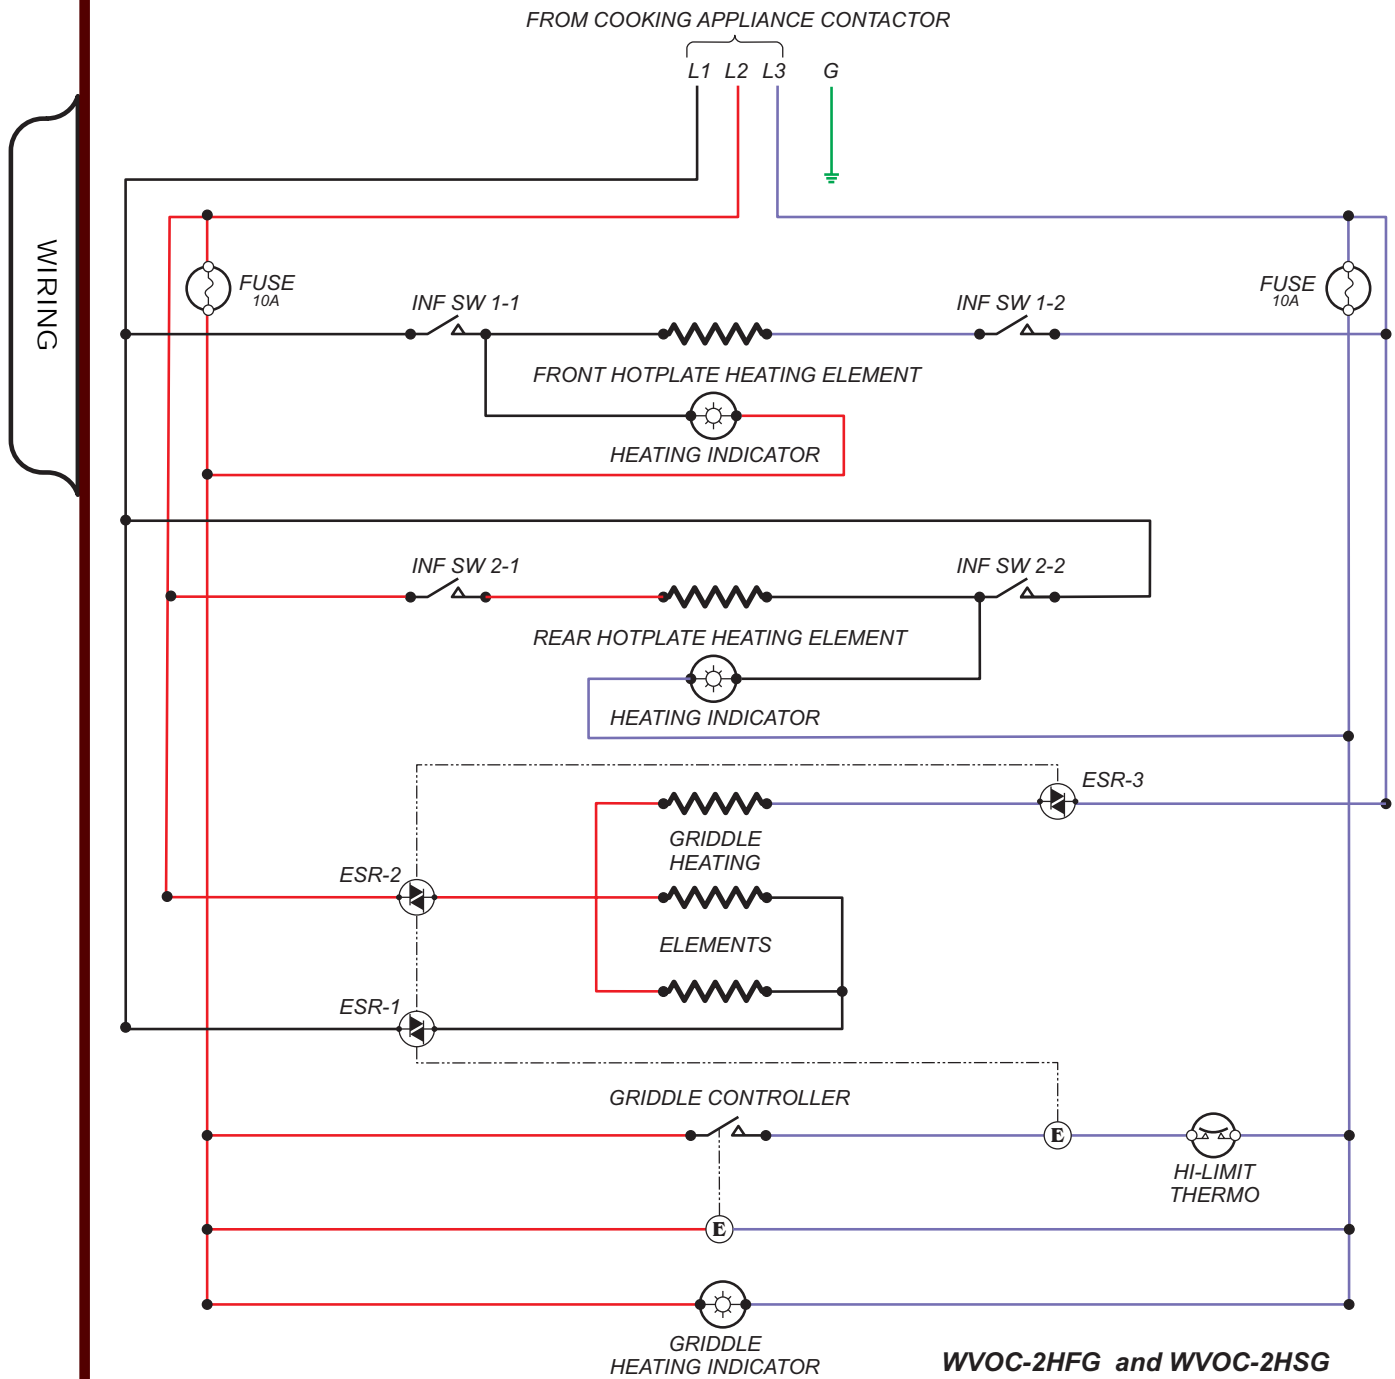 FROM COOKING APPLIANCE CONTACTOR
L1 L2 L3 G
WIRING
FUSE
10A
INF SW 1-1
INF SW 1-2
FUSE
10A
FRONT HOTPLATE HEATING ELEMENT
HEATING INDICATOR
INF SW 2-1
INF SW 2-2
REAR HOTPLATE HEATING ELEMENT
HEATING INDICATOR
ESR-3
GRIDDLE
HEATING
ESR-2
ELEMENTS
ESR-1
GRIDDLE CONTROLLER
E
HI-LIMIT
THERMO
E
GRIDDLE
HEATING INDICATOR
WVOC-2HFG and WVOC-2HSG